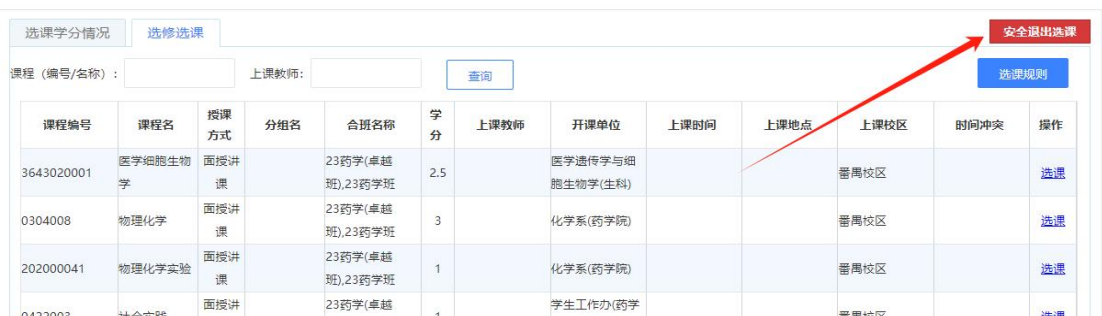 选课学分情况 选修选课 安全退出选课
课程（编号/名称）: 上课教师: 查询 选课规则
课程编号 课程名 授课方式 分组名 合班名称 学分 上课教师 开课单位 上课时间 上课地点 上课校区 时间冲突 操作
3643020001 医学细胞生物学 面授讲课 23药学(卓越班),23药学班 2.5 医学遗传学与细胞生物学(生科) 番禺校区 选课
0304008 物理化学 面授讲课 23药学(卓越班),23药学班 3 化学系(药学院) 番禺校区 选课
202000041 物理化学实验 面授讲课 23药学(卓越班),23药学班 1 化学系(药学院) 番禺校区 选课
面授讲 23药学(卓越 学生工作办(药学